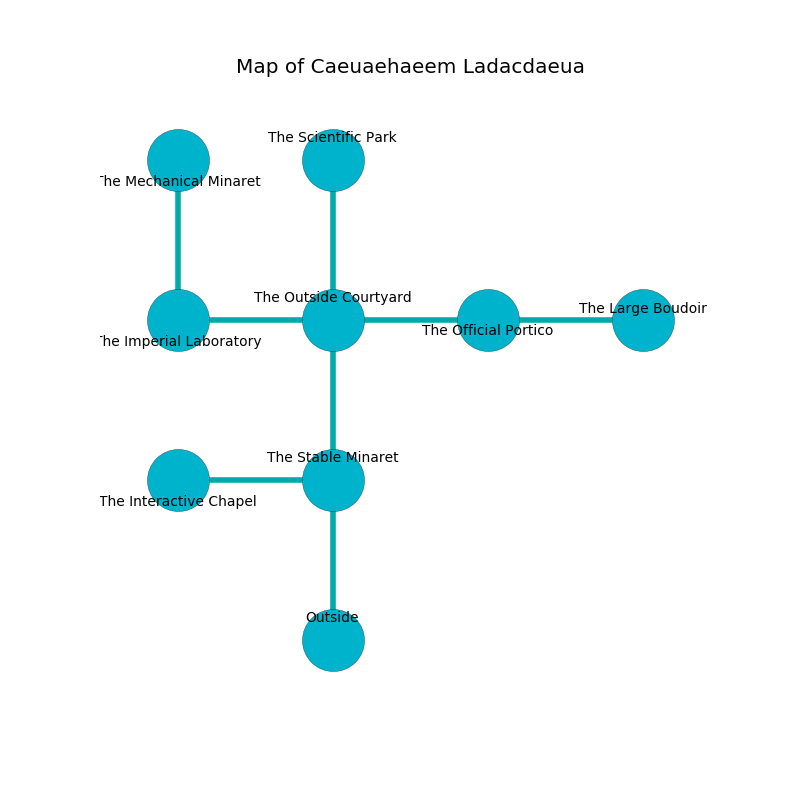 Map of Caeuaehaeem Ladacdaeua
The Scientific Park
The Mechanical Minaret
The Outside Courtyard
The Large Boudoir
The Official Portico
The Imperial Laboratory
The Stable Minaret
The Interactive Chapel
Outside